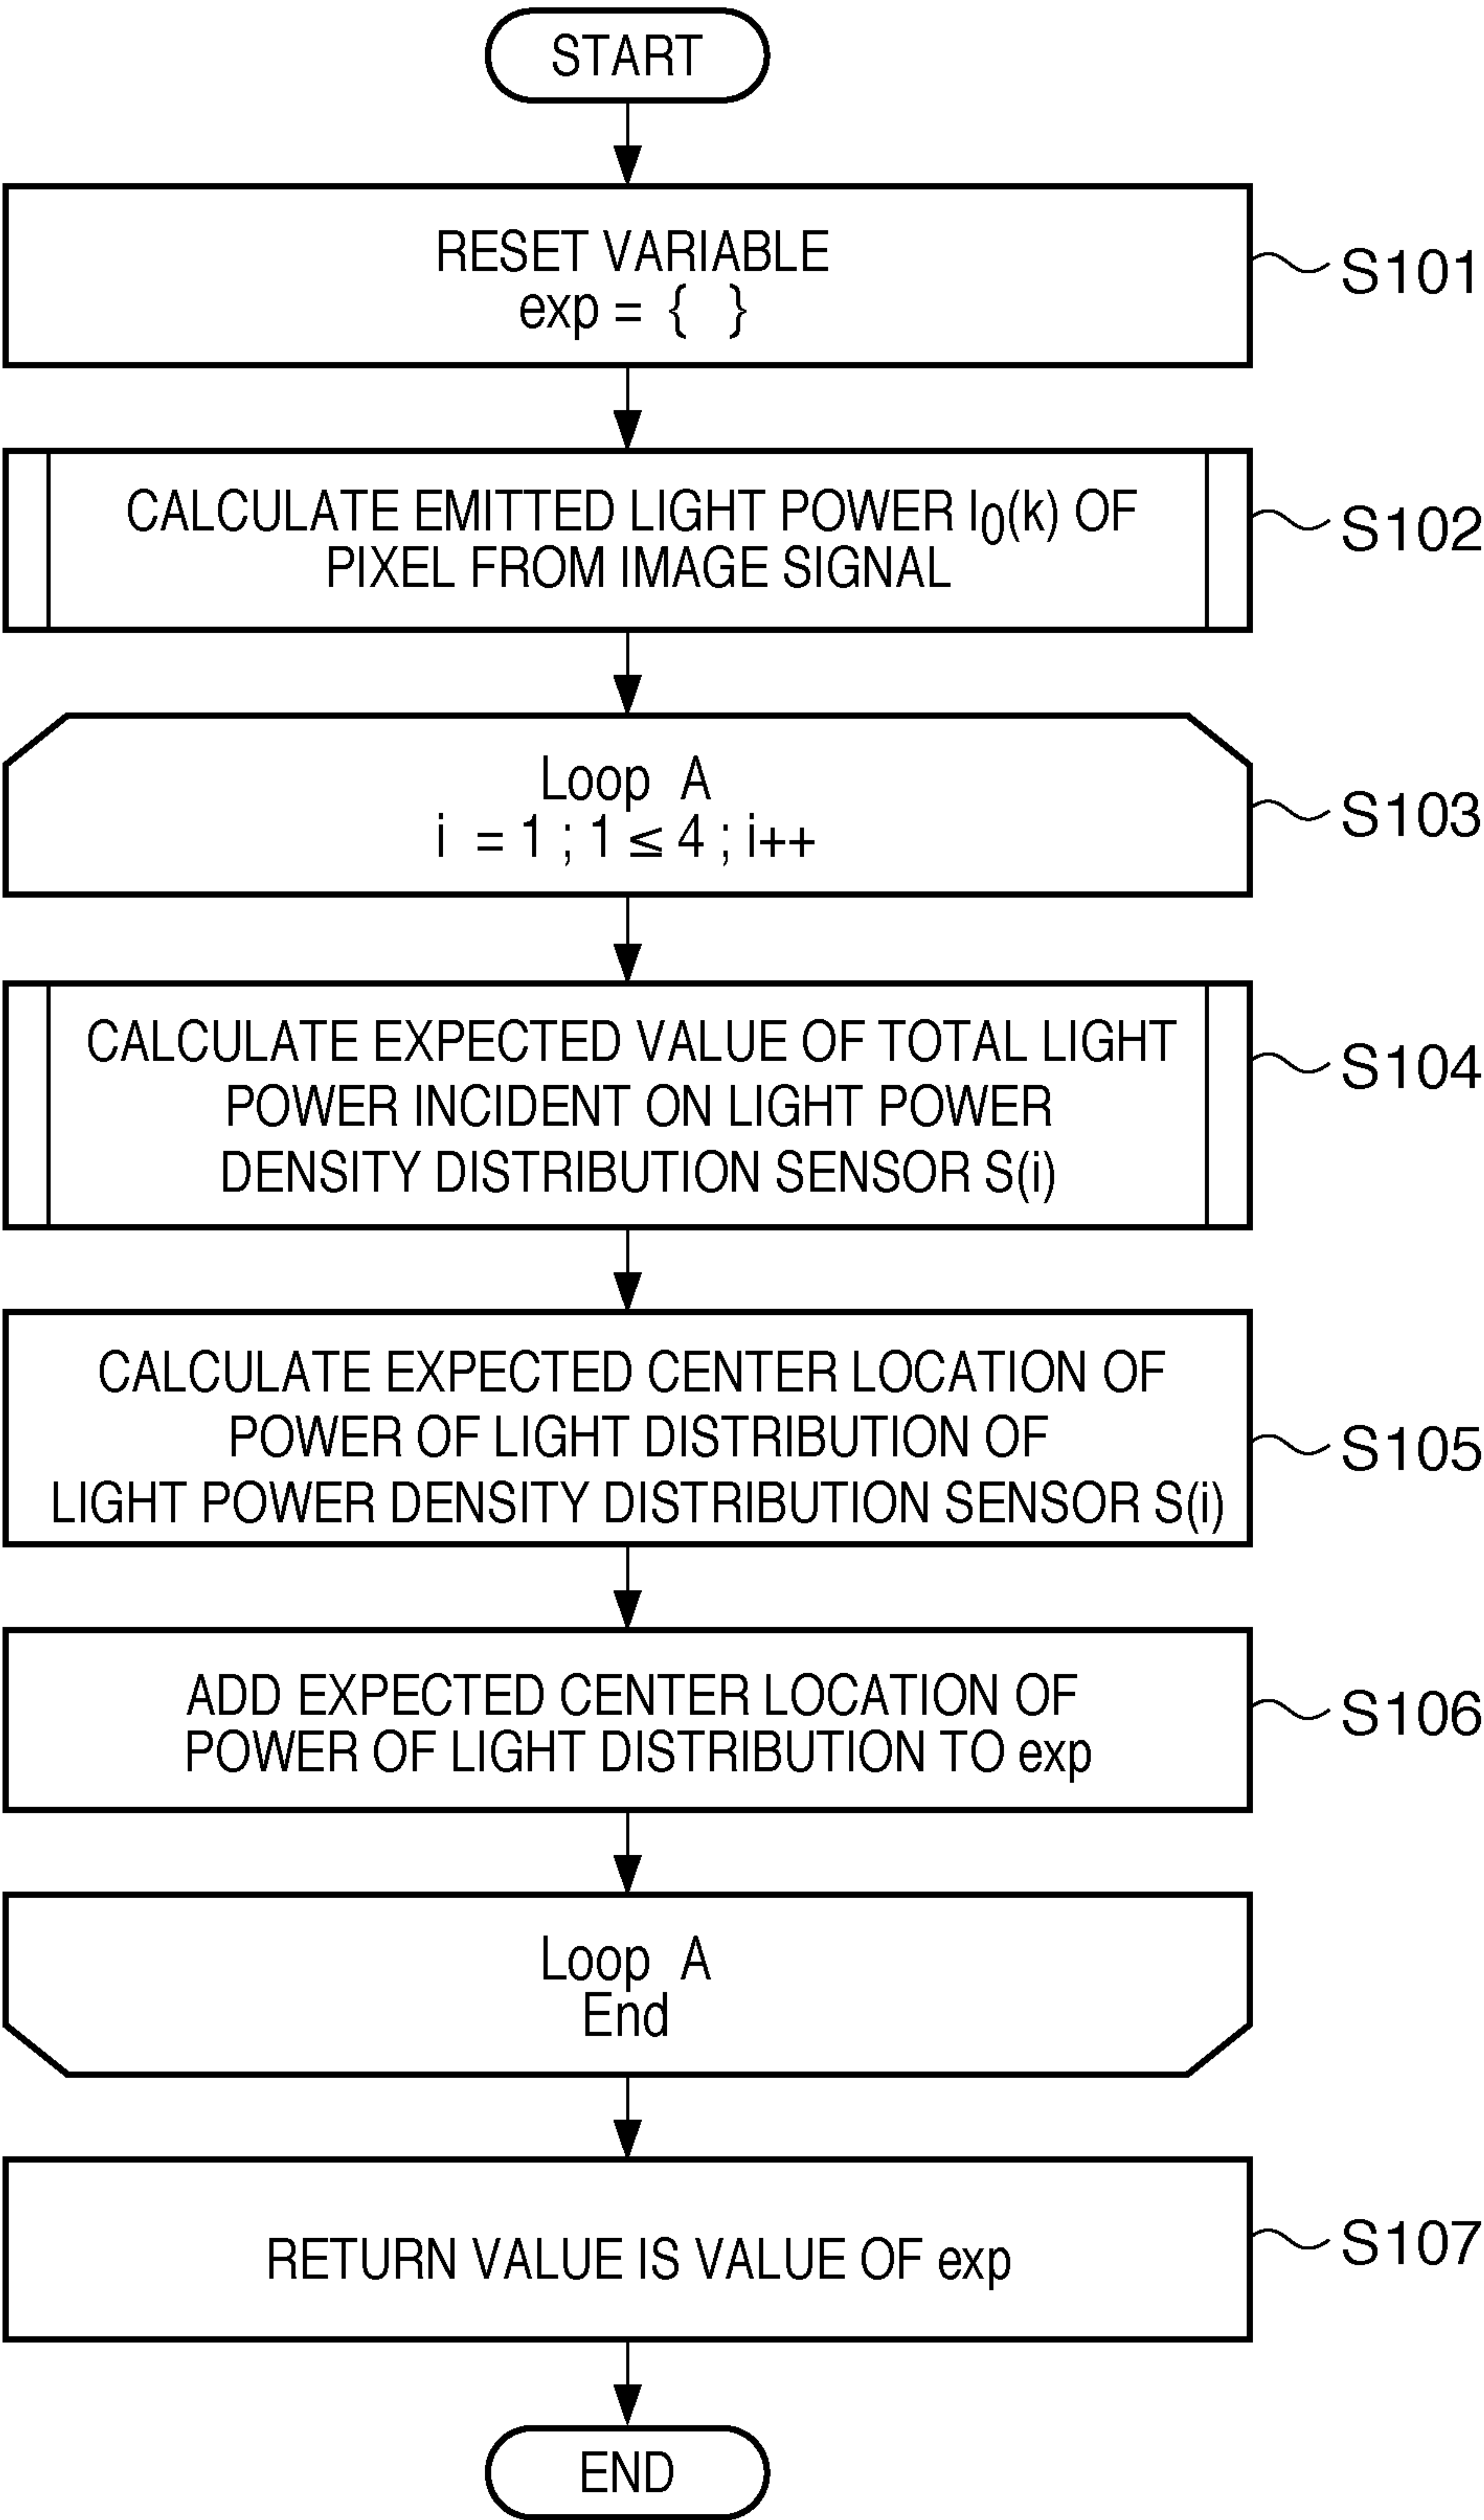 START
RESET VARIABLE
exp = { }
S101
CALCULATE EMITTED LIGHT POWER I0(k) OF
PIXEL FROM IMAGE SIGNAL
S102
Loop A
i = 1 ; 1 ≤ 4 ; i++
S103
CALCULATE EXPECTED VALUE OF TOTAL LIGHT
POWER INCIDENT ON LIGHT POWER
DENSITY DISTRIBUTION SENSOR S(i)
S104
CALCULATE EXPECTED CENTER LOCATION OF
POWER OF LIGHT DISTRIBUTION OF
LIGHT POWER DENSITY DISTRIBUTION SENSOR S(i)
S105
ADD EXPECTED CENTER LOCATION OF
POWER OF LIGHT DISTRIBUTION TO exp
S106
Loop A
End
RETURN VALUE IS VALUE OF exp
S107
END